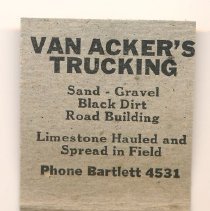 VAN ACKER'S
TRUCKING
Sand - Gravel
Black Dirt
Road Building
Limestone Hauled and
Spread in Field
Phone Bartlett 4531